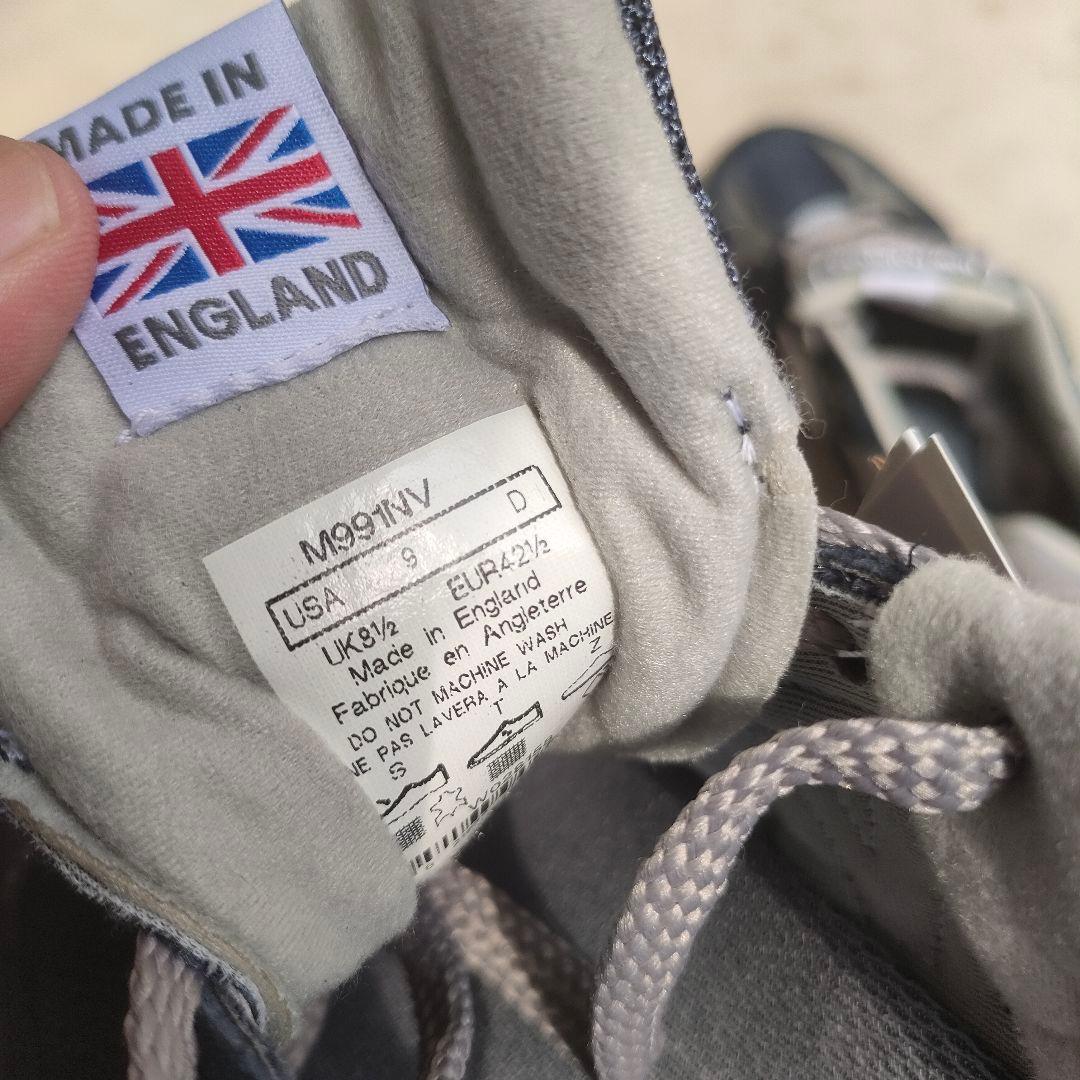 MADE IN
ENGLAND
M991NV
USA 9 D
UK8½ EUR42½
Made in England
Fabrique en Angleterre
DO NOT MACHINE WASH
NE PAS LAVERA A LA MACHINE
S T Z